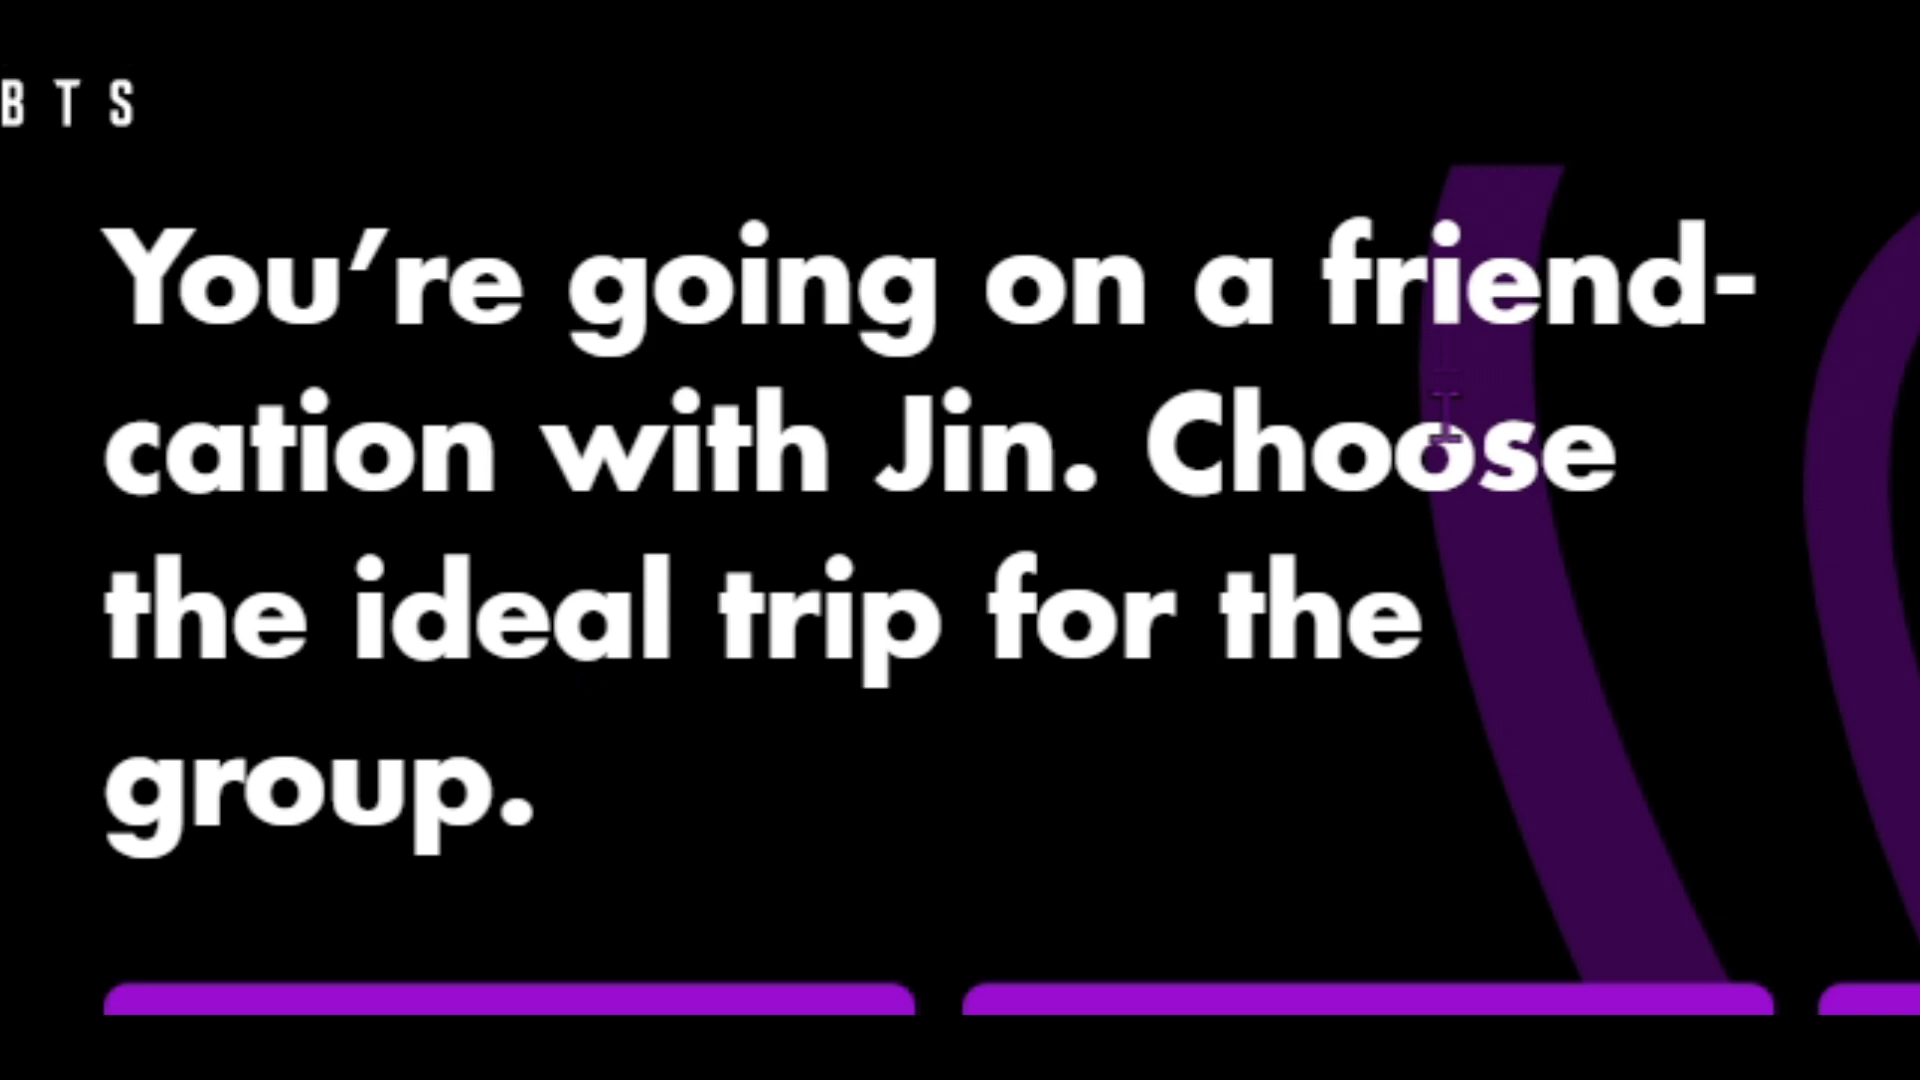 BTS
You're going on a friend-
cation with Jin. Choose
the ideal trip for the
group.